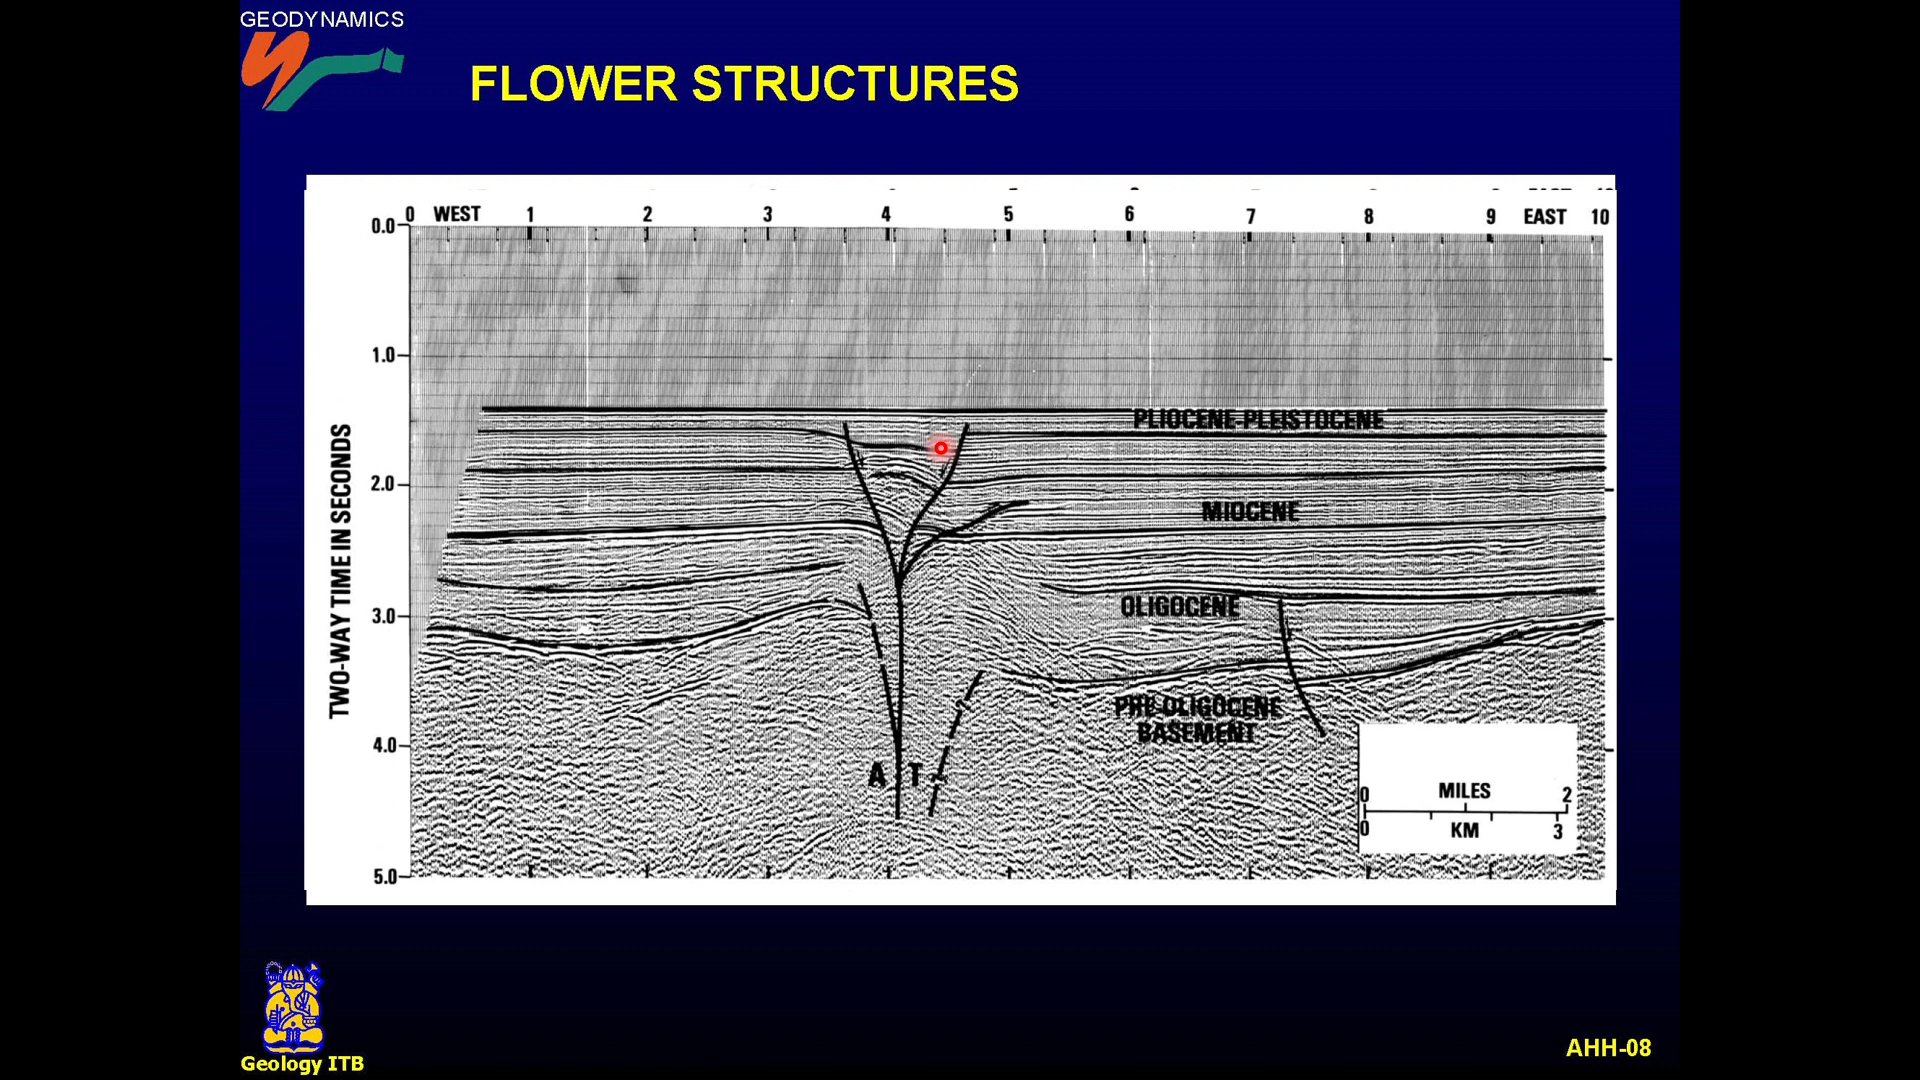 GEODYNAMICS
FLOWER STRUCTURES
0 WEST 1 2 3 4 5 6 7 8 9 EAST 10
0.0
1.0
PLIOCENE-PLEISTOCENE
2.0
MIOCENE
TWO-WAY TIME IN SECONDS
OLIGOCENE
3.0
PRE-OLIGOCENE
BASEMENT
4.0
A T
0 MILES 2
0 KM 3
5.0
Geology ITB
AHH-08